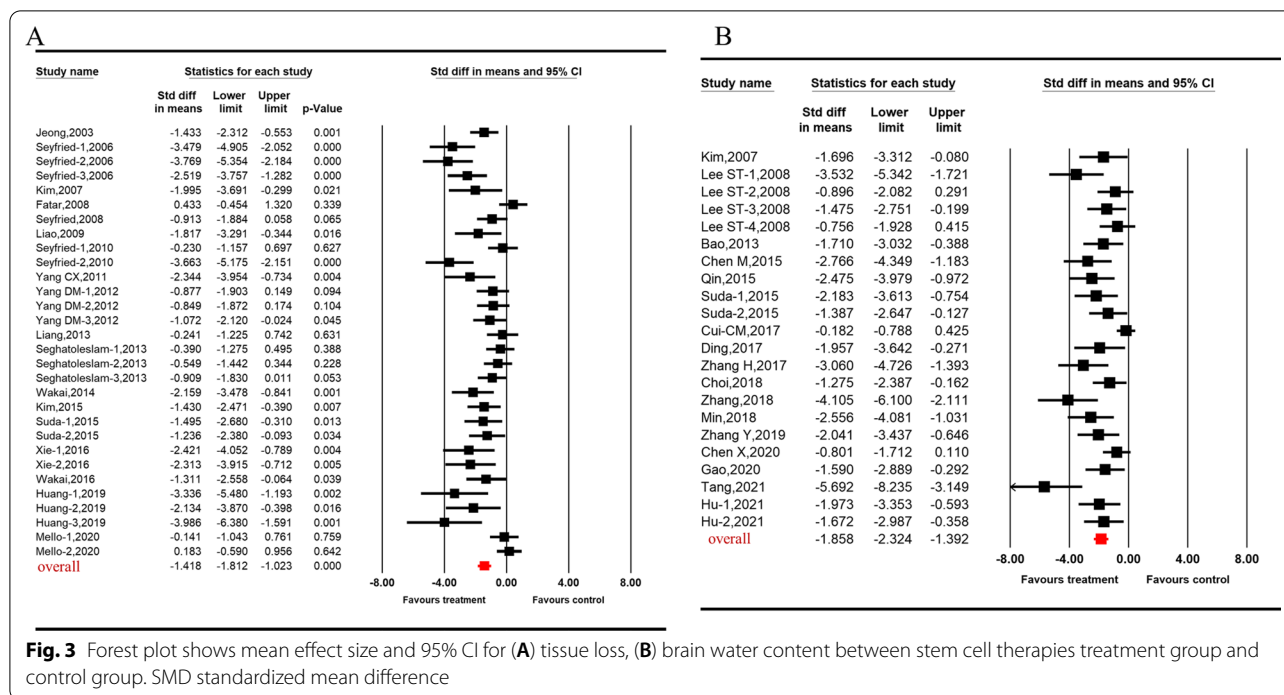 A
Study name Statistics for each study Std diff in means and 95% CI
Std diff Lower Upper
in means limit limit p-Value
Jeong,2003 -1.433 -2.312 -0.553 0.001
Seyfried-1,2006 -3.479 -4.905 -2.052 0.000
Seyfried-2,2006 -3.769 -5.354 -2.184 0.000
Seyfried-3,2006 -2.519 -3.757 -1.282 0.000
Kim,2007 -1.995 -3.691 -0.299 0.021
Fatar,2008 0.433 -0.454 1.320 0.339
Seyfried,2008 -0.913 -1.884 0.058 0.065
Liao,2009 -1.817 -3.291 -0.344 0.016
Seyfried-1,2010 -0.230 -1.157 0.697 0.627
Seyfried-2,2010 -3.663 -5.175 -2.151 0.000
Yang CX,2011 -2.344 -3.954 -0.734 0.004
Yang DM-1,2012 -0.877 -1.903 0.149 0.094
Yang DM-2,2012 -0.849 -1.872 0.174 0.104
Yang DM-3,2012 -1.072 -2.120 -0.024 0.045
Liang,2013 -0.241 -1.225 0.742 0.631
Seghatoleslam-1,2013 -0.390 -1.275 0.495 0.388
Seghatoleslam-2,2013 -0.549 -1.442 0.344 0.228
Seghatoleslam-3,2013 -0.909 -1.830 0.011 0.053
Wakai,2014 -2.159 -3.478 -0.841 0.001
Kim,2015 -1.430 -2.471 -0.390 0.007
Suda-1,2015 -1.495 -2.680 -0.310 0.013
Suda-2,2015 -1.236 -2.380 -0.093 0.034
Xie-1,2016 -2.421 -4.052 -0.789 0.004
Xie-2,2016 -2.313 -3.915 -0.712 0.005
Wakai,2016 -1.311 -2.558 -0.064 0.039
Huang-1,2019 -3.336 -5.480 -1.193 0.002
Huang-2,2019 -2.134 -3.870 -0.398 0.016
Huang-3,2019 -3.986 -6.380 -1.591 0.001
Mello-1,2020 -0.141 -1.043 0.761 0.759
Mello-2,2020 0.183 -0.590 0.956 0.642
overall -1.418 -1.812 -1.023 0.000
-8.00 -4.00 0.00 4.00 8.00
Favours treatment Favours control
B
Study name Statistics for each study Std diff in means and 95% CI
Std diff Lower Upper
in means limit limit
Kim,2007 -1.696 -3.312 -0.080
Lee ST-1,2008 -3.532 -5.342 -1.721
Lee ST-2,2008 -0.896 -2.082 0.291
Lee ST-3,2008 -1.475 -2.751 -0.199
Lee ST-4,2008 -0.756 -1.928 0.415
Bao,2013 -1.710 -3.032 -0.388
Chen M,2015 -2.766 -4.349 -1.183
Qin,2015 -2.475 -3.979 -0.972
Suda-1,2015 -2.183 -3.613 -0.754
Suda-2,2015 -1.387 -2.647 -0.127
Cui-CM,2017 -0.182 -0.788 0.425
Ding,2017 -1.957 -3.642 -0.271
Zhang H,2017 -3.060 -4.726 -1.393
Choi,2018 -1.275 -2.387 -0.162
Zhang,2018 -4.105 -6.100 -2.111
Min,2018 -2.556 -4.081 -1.031
Zhang Y,2019 -2.041 -3.437 -0.646
Chen X,2020 -0.801 -1.712 0.110
Gao,2020 -1.590 -2.889 -0.292
Tang,2021 -5.692 -8.235 -3.149
Hu-1,2021 -1.973 -3.353 -0.593
Hu-2,2021 -1.672 -2.987 -0.358
overall -1.858 -2.324 -1.392
-8.00 -4.00 0.00 4.00 8.00
Favours treatment Favours control
Fig. 3 Forest plot shows mean effect size and 95% CI for (A) tissue loss, (B) brain water content between stem cell therapies treatment group and
control group. SMD standardized mean difference